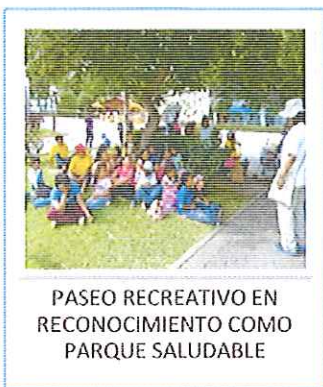 PASEO RECREATIVO EN
RECONOCIMIENTO COMO
PARQUE SALUDABLE